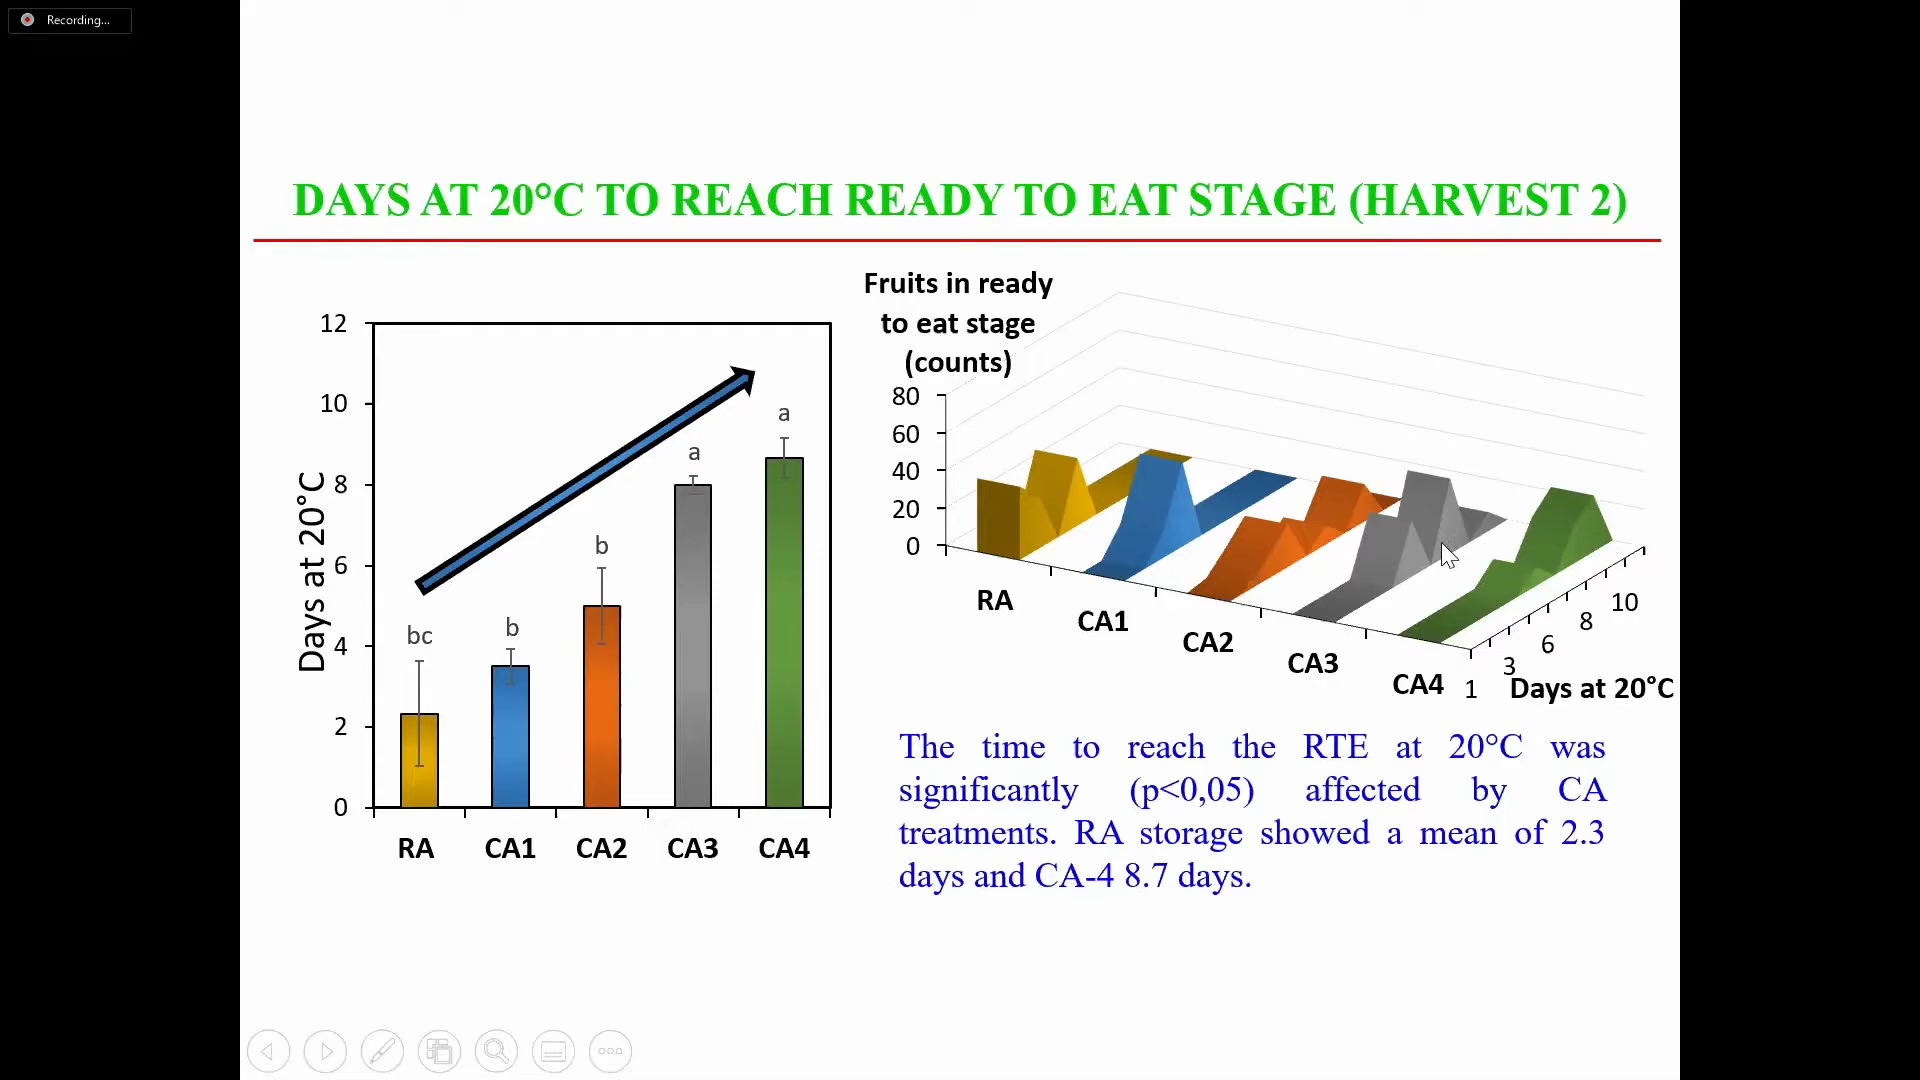 Recording...
DAYS AT 20°C TO REACH READY TO EAT STAGE (HARVEST 2)
Days at 20°C
12
10
8
6
4
2
0
bc
b
b
a
a
RA CA1 CA2 CA3 CA4
Fruits in ready
to eat stage
(counts)
80
60
40
20
0
RA
CA1
CA2
CA3
CA4
1
3
6
8
10
Days at 20°C
The time to reach the RTE at 20°C was
significantly (p<0,05) affected by CA
treatments. RA storage showed a mean of 2.3
days and CA-4 8.7 days.